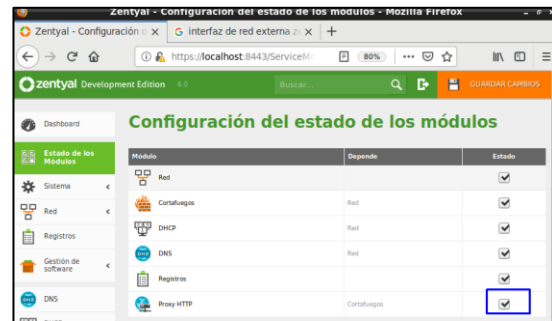 Zentyal - Configuración del estado de los módulos - Mozilla Firefox
Zentyal - Configuración d
interfaz de red externa ze
https://localhost:8443/ServiceMo
80%
zentyal Development Edition 6.0
Buscar...
GUARDAR CAMBIOS
Dashboard
Estado de los
Módulos
Sistema
Red
Registros
Gestión de
software
DNS
Configuración del estado de los módulos
Módulo Depende Estado
Red
Cortafuegos Red
DHCP Red
DNS Red
Registros
Proxy HTTP Cortafuegos